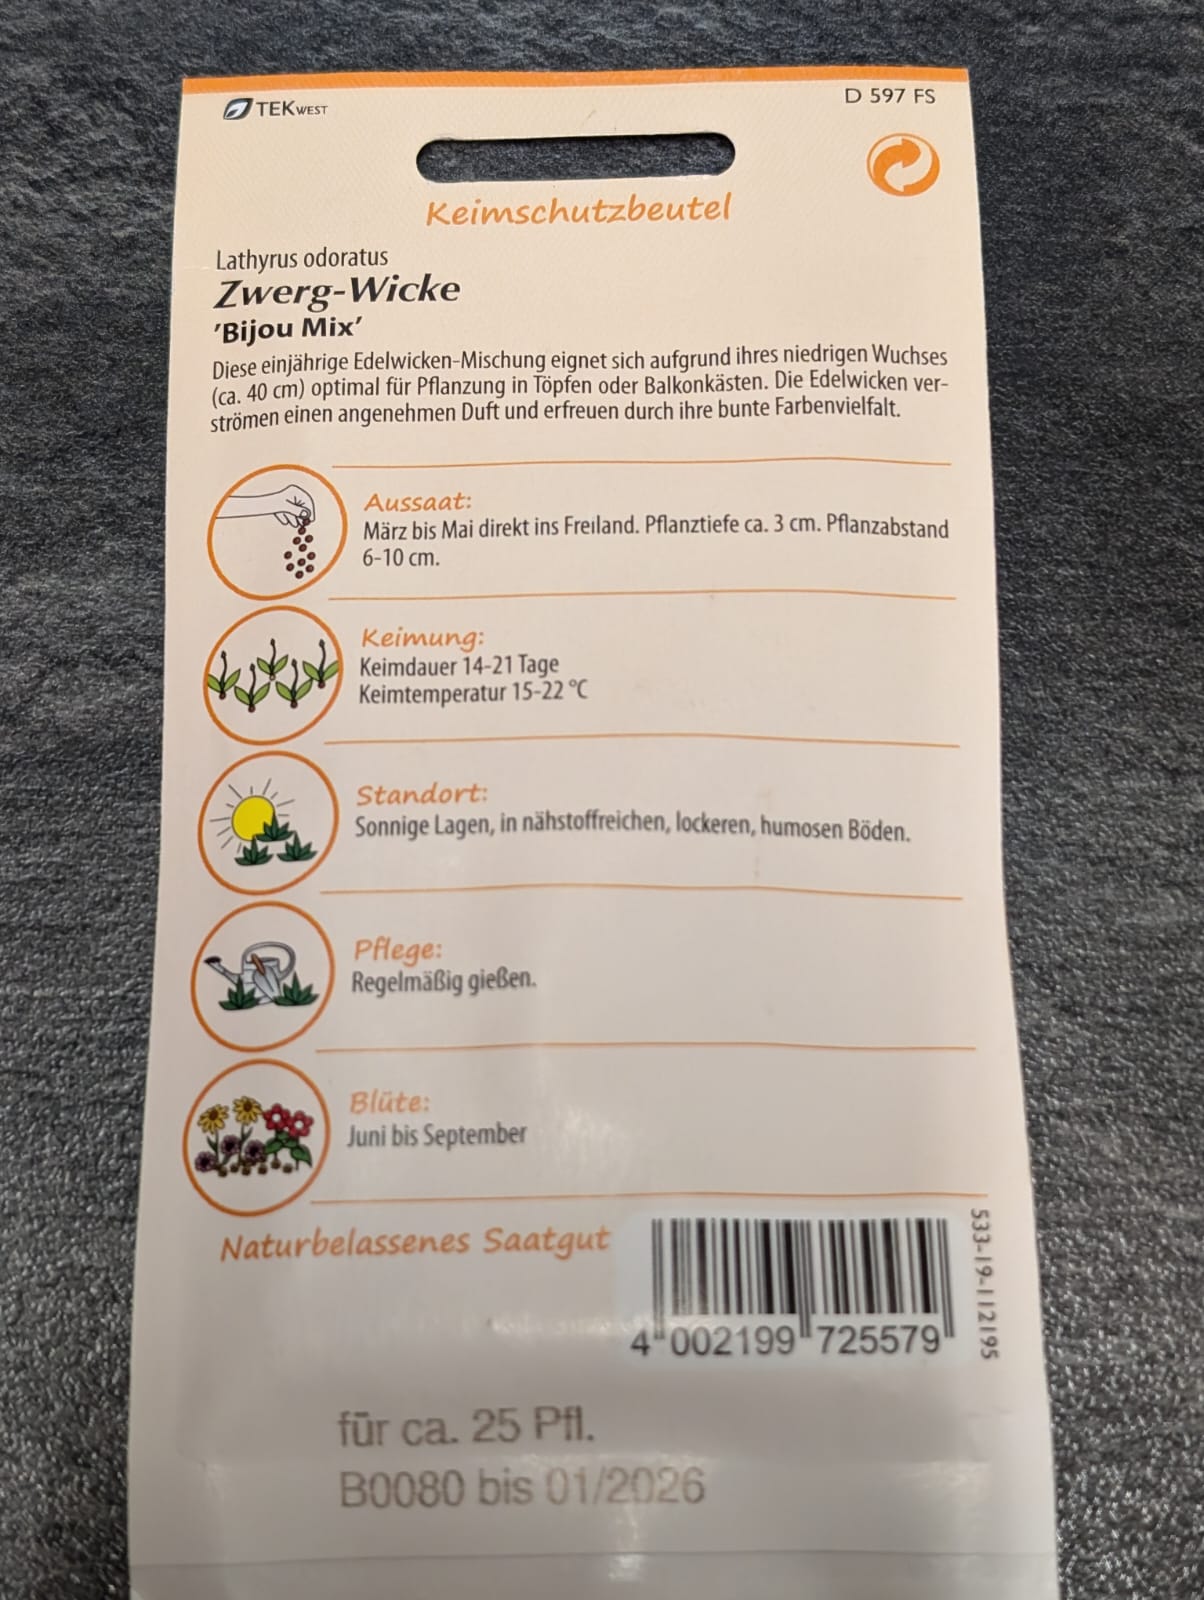 TEKWEST
D 597 FS
Keimschutzbeutel
Lathyrus odoratus
Zwerg-Wicke
'Bijou Mix'
Diese einjährige Edelwicken-Mischung eignet sich aufgrund ihres niedrigen Wuchses
(ca. 40 cm) optimal für Pflanzung in Töpfen oder Balkonkästen. Die Edelwicken ver-
strömen einen angenehmen Duft und erfreuen durch ihre bunte Farbenvielfalt.
Aussaat:
März bis Mai direkt ins Freiland. Pflanztiefe ca. 3 cm. Pflanzabstand
6-10 cm.
Keimung:
Keimdauer 14-21 Tage
Keimtemperatur 15-22 °C
Standort:
Sonnige Lagen, in nähstoffreichen, lockeren, humosen Böden.
Pflege:
Regelmäßig gießen.
Blüte:
Juni bis September
Naturbelassenes Saatgut
4 002199 725579
533-19-112195
für ca. 25 Pfl.
B0080 bis 01/2026